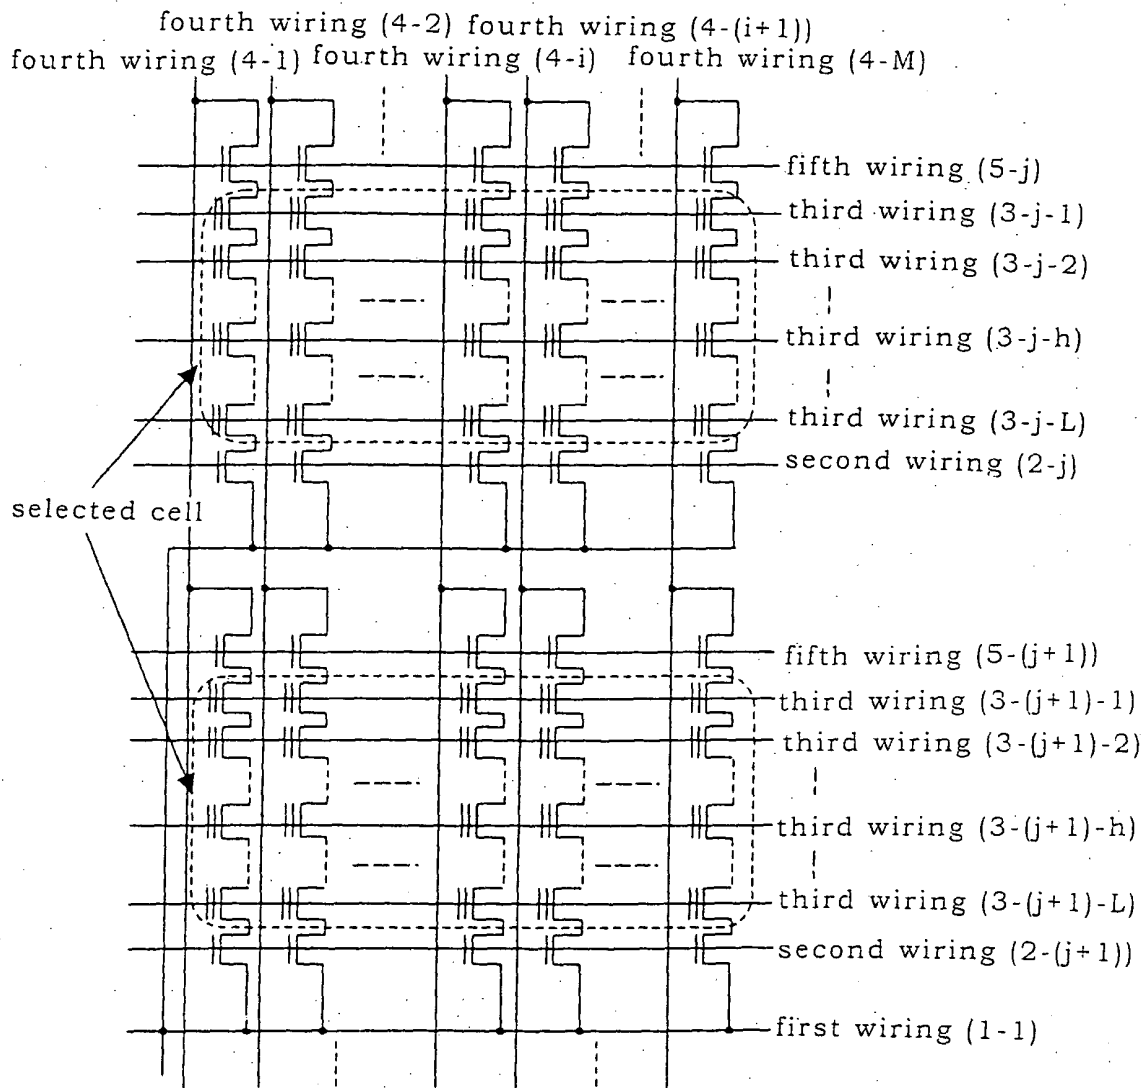 fourth wiring (4-2) fourth wiring (4-(i+1))
fourth wiring (4-1) fourth wiring (4-i) fourth wiring (4-M)
fifth wiring (5-j)
third wiring (3-j-1)
third wiring (3-j-2)
third wiring (3-j-h)
third wiring (3-j-L)
second wiring (2-j)
selected cell
fifth wiring (5-(j+1))
third wiring (3-(j+1)-1)
third wiring (3-(j+1)-2)
third wiring (3-(j+1)-h)
third wiring (3-(j+1)-L)
second wiring (2-(j+1))
first wiring (1-1)